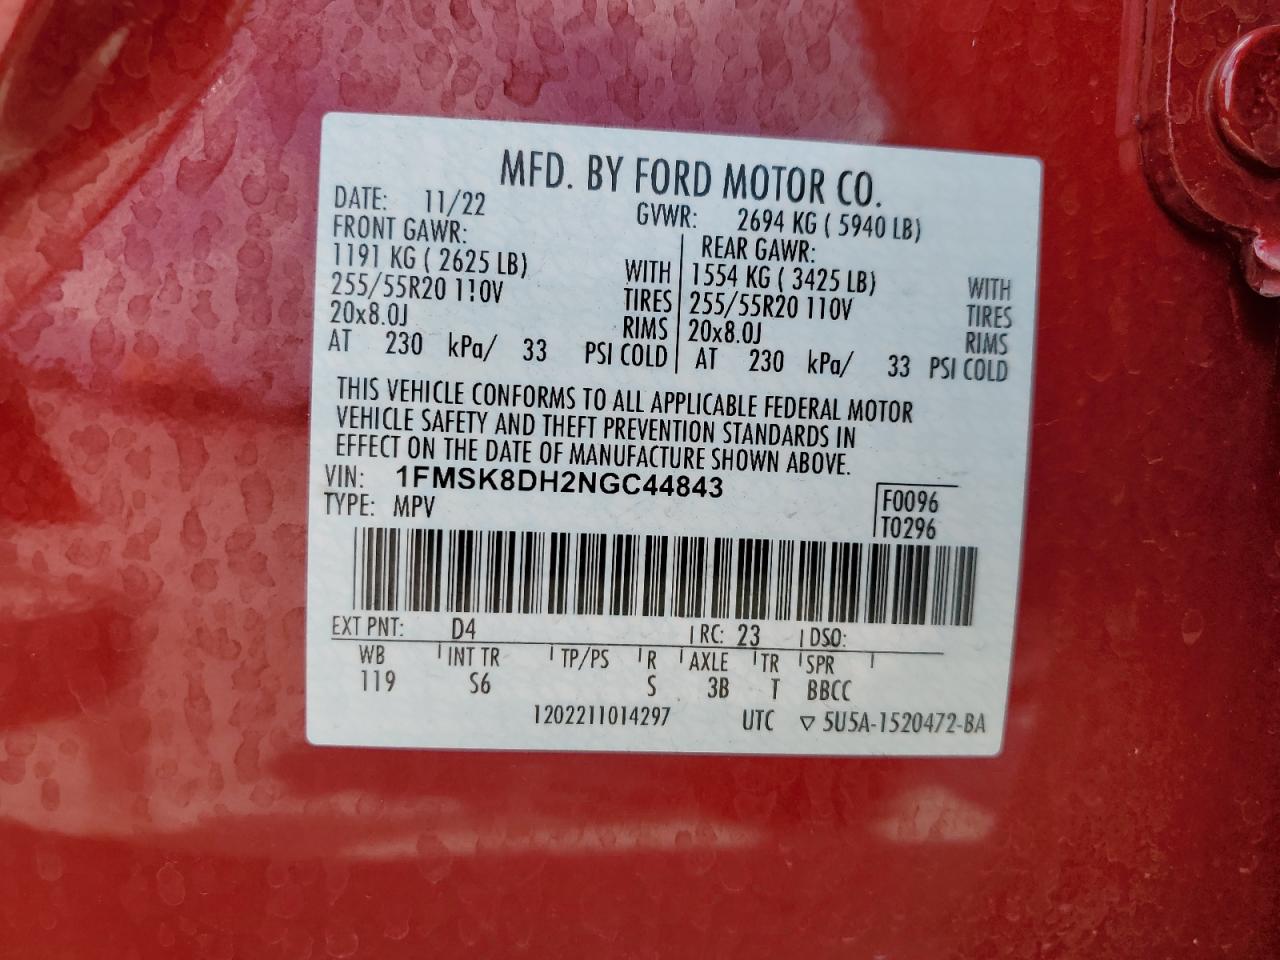 MFD. BY FORD MOTOR CO.
DATE: 11/22 GVWR: 2694 KG ( 5940 LB)
FRONT GAWR: REAR GAWR:
1191 KG ( 2625 LB) WITH 1554 KG ( 3425 LB) WITH
255/55R20 110V TIRES 255/55R20 110V TIRES
20x8.0J RIMS 20x8.0J RIMS
AT 230 kPa/ 33 PSI COLD AT 230 kPa/ 33 PSI COLD
THIS VEHICLE CONFORMS TO ALL APPLICABLE FEDERAL MOTOR
VEHICLE SAFETY AND THEFT PREVENTION STANDARDS IN
EFFECT ON THE DATE OF MANUFACTURE SHOWN ABOVE.
VIN: 1FMSK8DH2NGC44843
TYPE: MPV
F0096
T0296
EXT PNT: D4 RC: 23 DSO:
WB INT TR TP/PS R AXLE TR SPR
119 S6 S 3B T BBCC
1202211014297 UTC ▽ 5U5A-1520472-BA